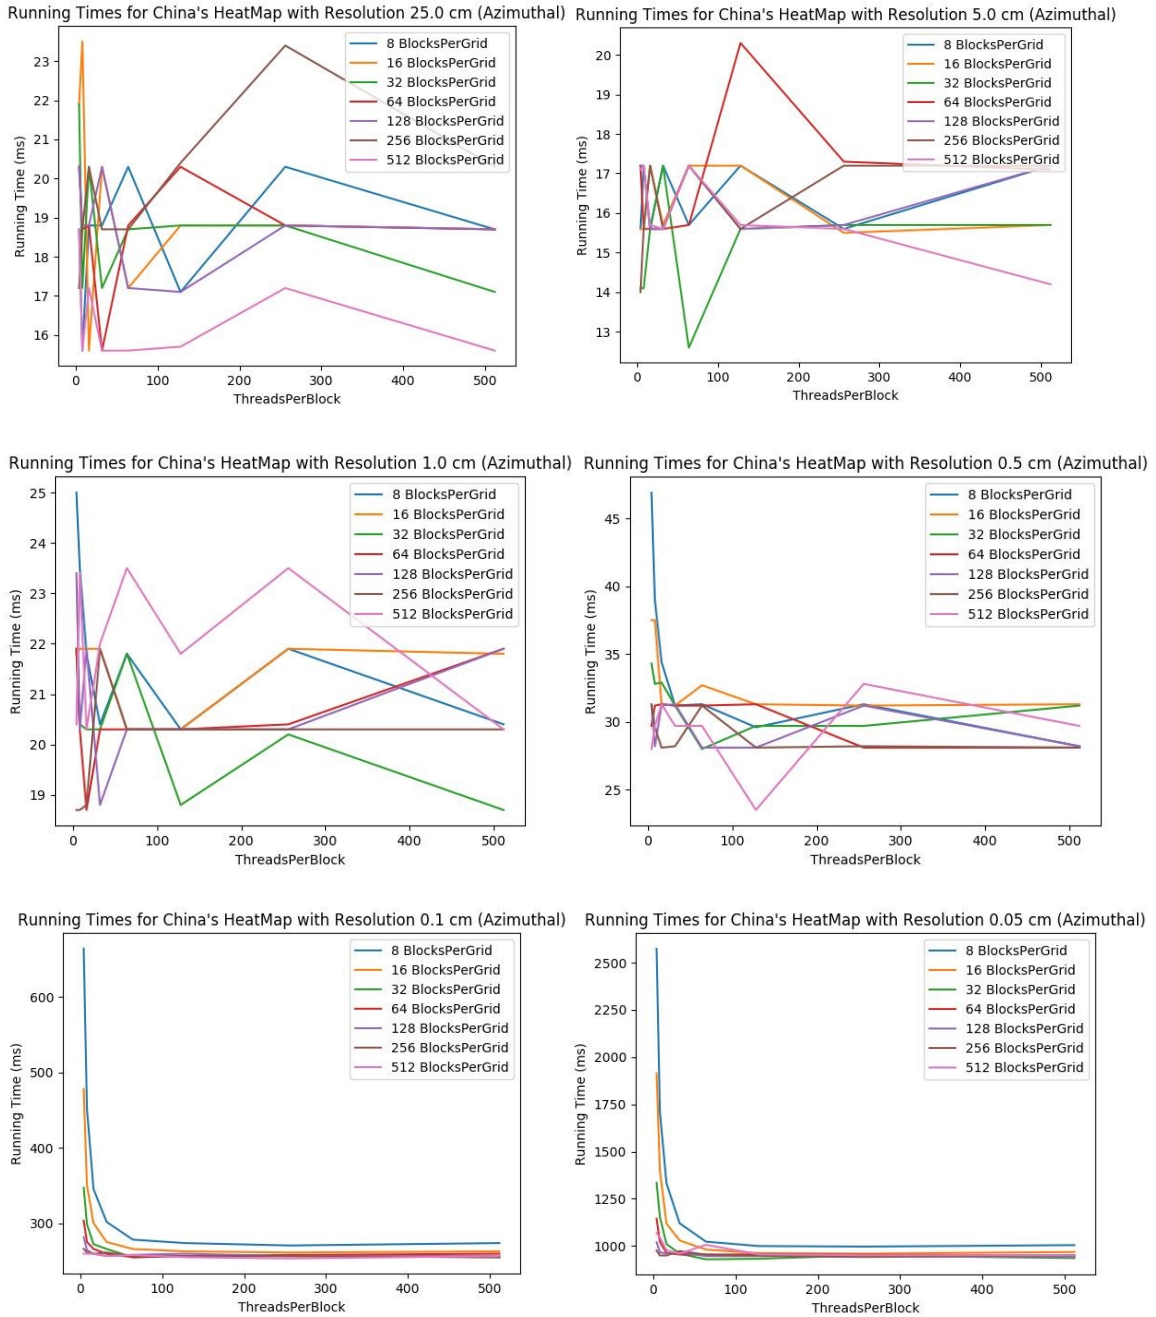 Running Times for China's HeatMap with Resolution 25.0 cm (Azimuthal)
8 BlocksPerGrid
16 BlocksPerGrid
32 BlocksPerGrid
64 BlocksPerGrid
128 BlocksPerGrid
256 BlocksPerGrid
512 BlocksPerGrid
23
22
21
20
19
18
17
16
Running Time (ms)
0 100 200 300 400 500
ThreadsPerBlock
Running Times for China's HeatMap with Resolution 5.0 cm (Azimuthal)
8 BlocksPerGrid
16 BlocksPerGrid
32 BlocksPerGrid
64 BlocksPerGrid
128 BlocksPerGrid
256 BlocksPerGrid
512 BlocksPerGrid
20
19
18
17
16
15
14
13
Running Time (ms)
0 100 200 300 400 500
ThreadsPerBlock
Running Times for China's HeatMap with Resolution 1.0 cm (Azimuthal)
8 BlocksPerGrid
16 BlocksPerGrid
32 BlocksPerGrid
64 BlocksPerGrid
128 BlocksPerGrid
256 BlocksPerGrid
512 BlocksPerGrid
25
24
23
22
21
20
19
Running Time (ms)
0 100 200 300 400 500
ThreadsPerBlock
Running Times for China's HeatMap with Resolution 0.5 cm (Azimuthal)
8 BlocksPerGrid
16 BlocksPerGrid
32 BlocksPerGrid
64 BlocksPerGrid
128 BlocksPerGrid
256 BlocksPerGrid
512 BlocksPerGrid
45
40
35
30
25
Running Time (ms)
0 100 200 300 400 500
ThreadsPerBlock
Running Times for China's HeatMap with Resolution 0.1 cm (Azimuthal)
8 BlocksPerGrid
16 BlocksPerGrid
32 BlocksPerGrid
64 BlocksPerGrid
128 BlocksPerGrid
256 BlocksPerGrid
512 BlocksPerGrid
600
500
400
300
Running Time (ms)
0 100 200 300 400 500
ThreadsPerBlock
Running Times for China's HeatMap with Resolution 0.05 cm (Azimuthal)
8 BlocksPerGrid
16 BlocksPerGrid
32 BlocksPerGrid
64 BlocksPerGrid
128 BlocksPerGrid
256 BlocksPerGrid
512 BlocksPerGrid
2500
2250
2000
1750
1500
1250
1000
Running Time (ms)
0 100 200 300 400 500
ThreadsPerBlock